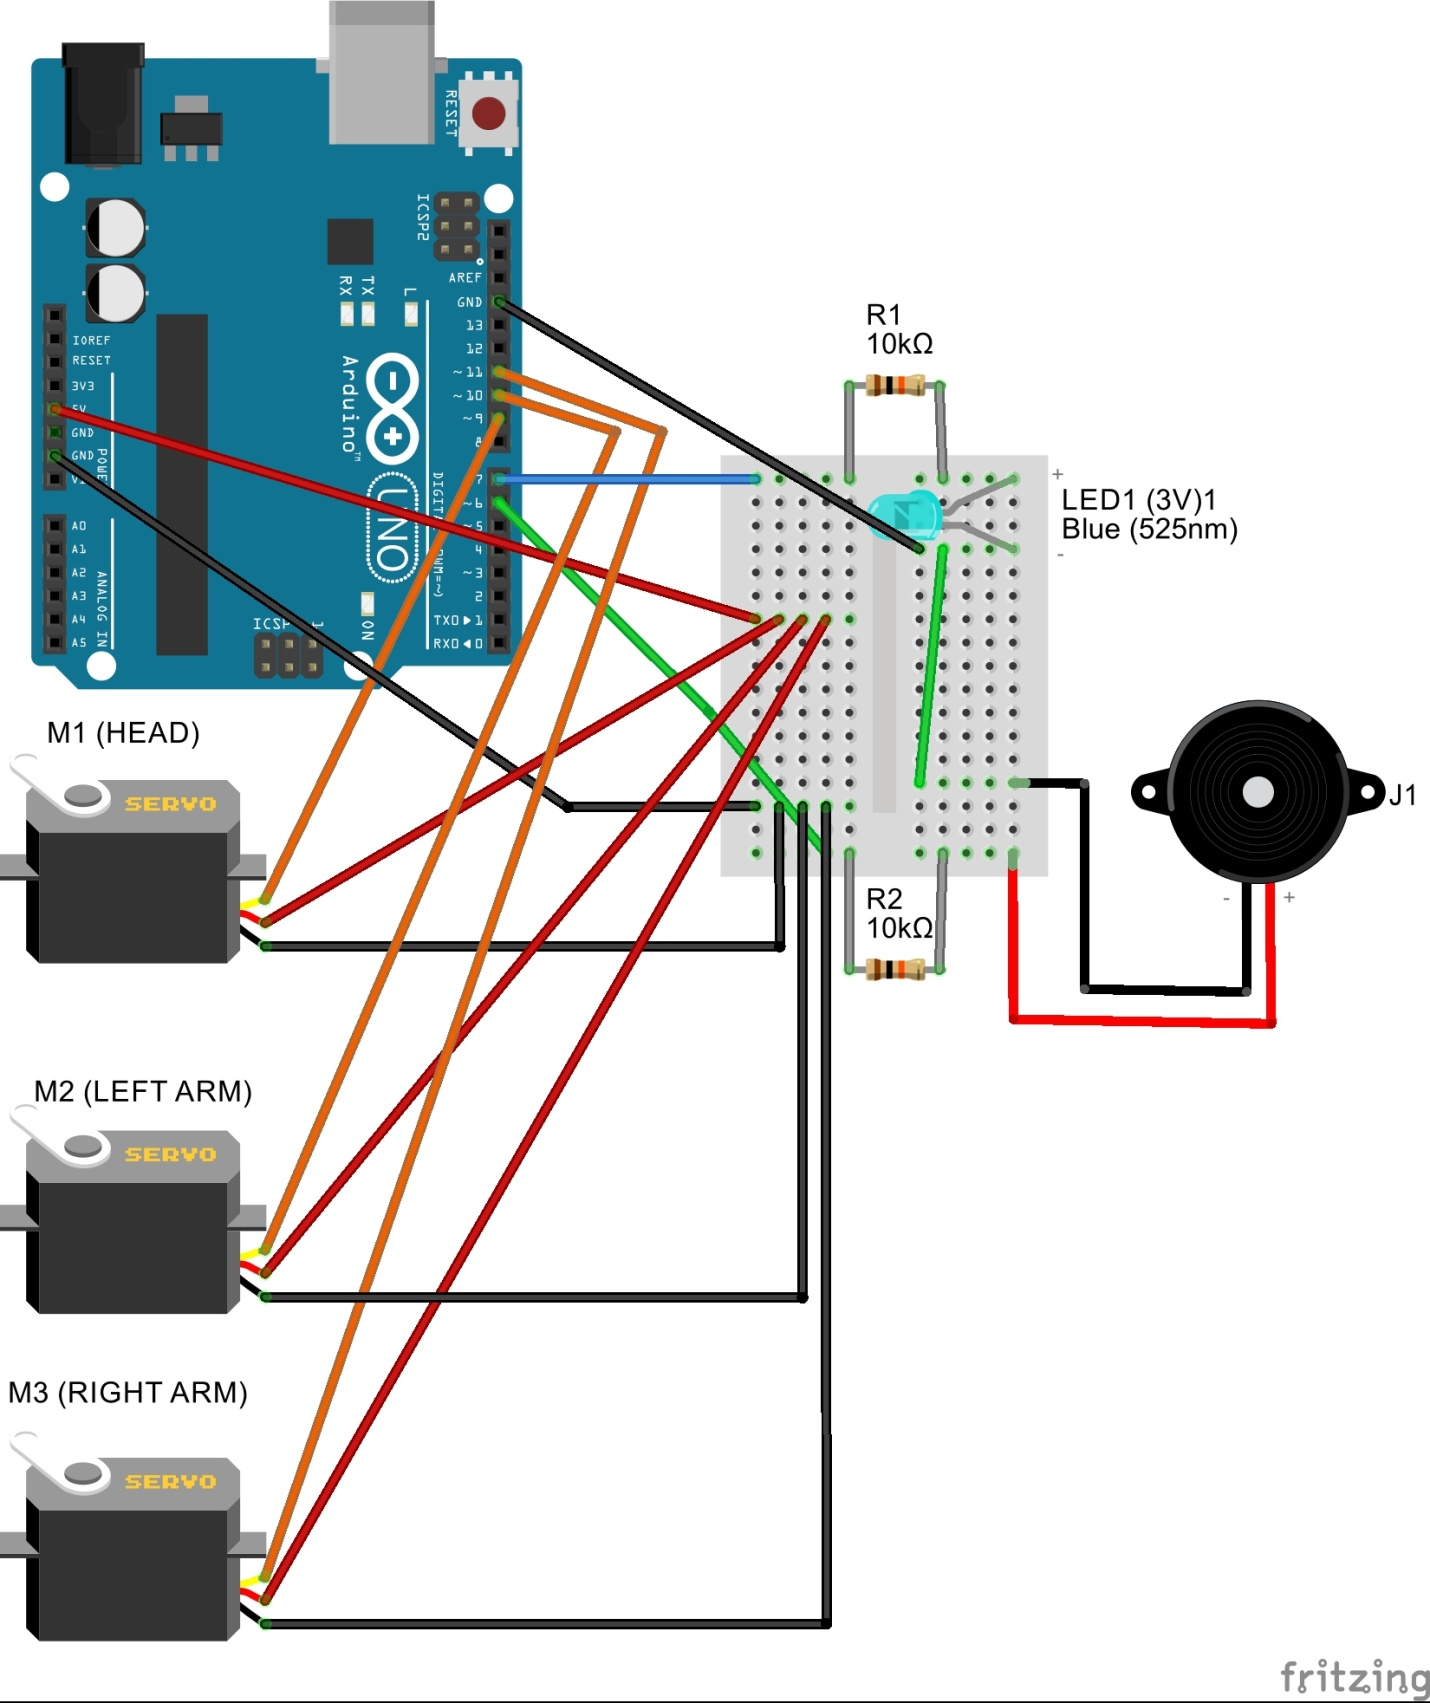 RESET
ICSP2
AREF
GND
13
12
~11
~10
~9
8
7
~6
~5
4
~3
2
TX0▶1
RX0◀0
RX
TX
L
IOREF
RESET
3V3
5V
GND
GND
POWE
A0
A1
A2
A3
A4
A5
ANALOG IN
Arduino™
UNO
ON
R1
10kΩ
+
LED1 (3V)1
Blue (525nm)
-
M1 (HEAD)
SERVO
J1
R2
10kΩ
-
+
M2 (LEFT ARM)
SERVO
M3 (RIGHT ARM)
SERVO
fritzing